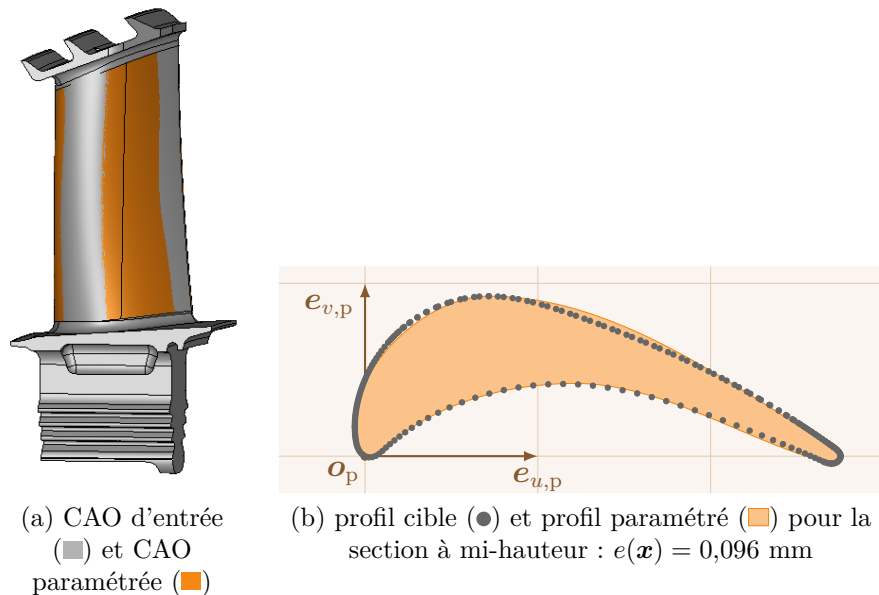 e_{v,p}
o_p
e_{u,p}
(a) CAO d'entrée
(■) et CAO
paramétrée (■)
(b) profil cible (●) et profil paramétré (■) pour la
section à mi-hauteur : e(x) = 0,096 mm